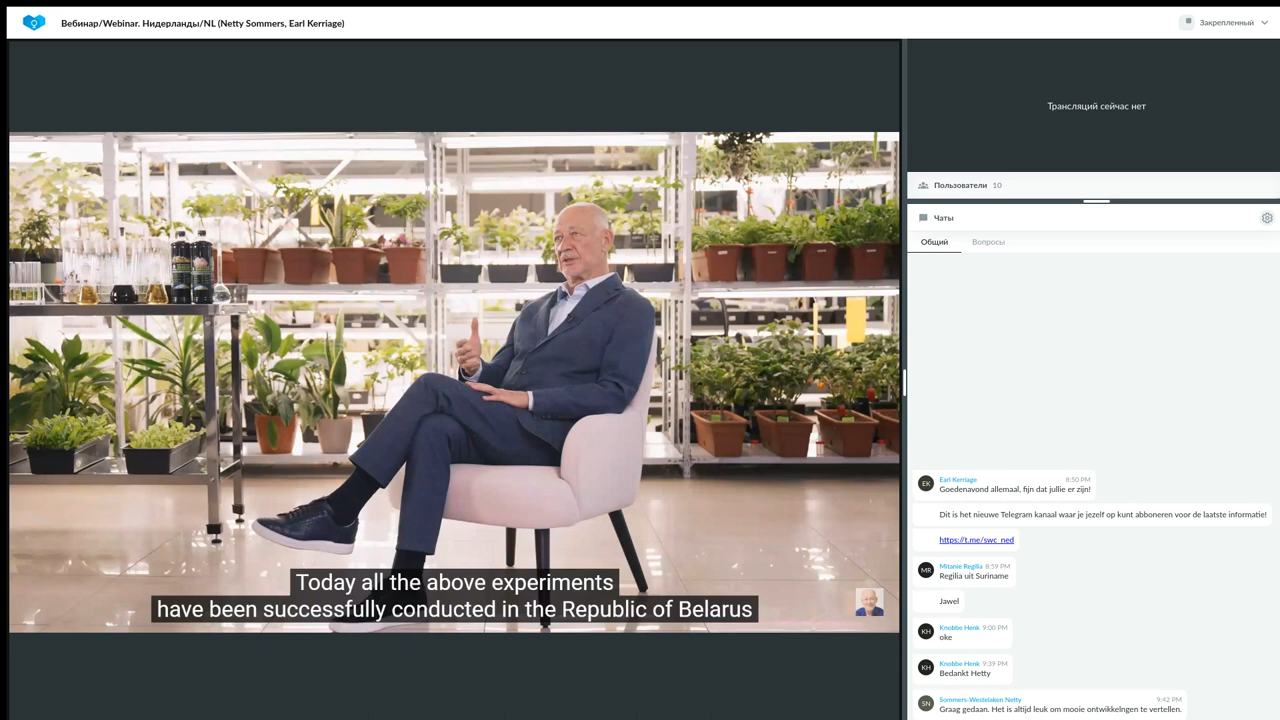 Вебинар/Webinar. Нидерланды/NL (Netty Sommers, Earl Kerriage)
Закрепленный
Трансляций сейчас нет
Пользователи 10
Чаты
Общий Вопросы
EK
Earl Kerriage 8:50 PM
Goedenavond allemaal, fijn dat jullie er zijn!
Dit is het nieuwe Telegram kanaal waar je jezelf op kunt abboneren voor de laatste informatie!
https://t.me/swc_ned
MR
Mitanie Regilia 8:59 PM
Regilia uit Suriname
Jawel
KH
Knobbe Henk 9:00 PM
oke
KH
Knobbe Henk 9:39 PM
Bedankt Hetty
SN
Sommers-Westelaken Netty 9:42 PM
Graag gedaan. Het is altijd leuk om mooie ontwikkelngen te vertellen.
Today all the above experiments
have been successfully conducted in the Republic of Belarus